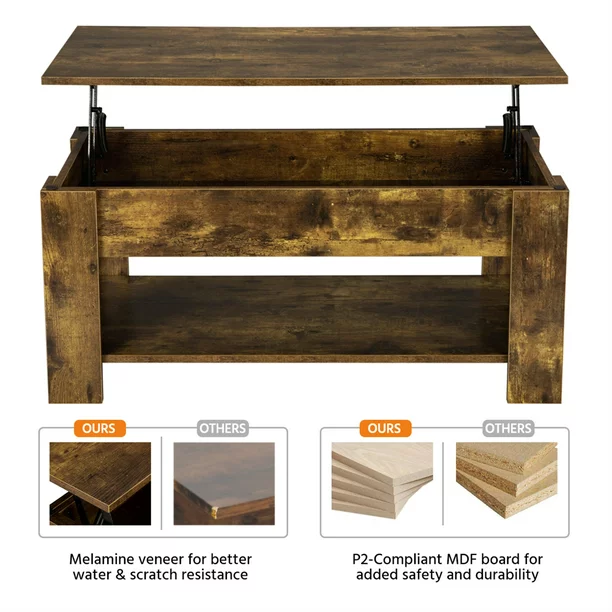 OURS
OTHERS
OURS
OTHERS
Melamine veneer for better
water & scratch resistance
P2-Compliant MDF board for
added safety and durability